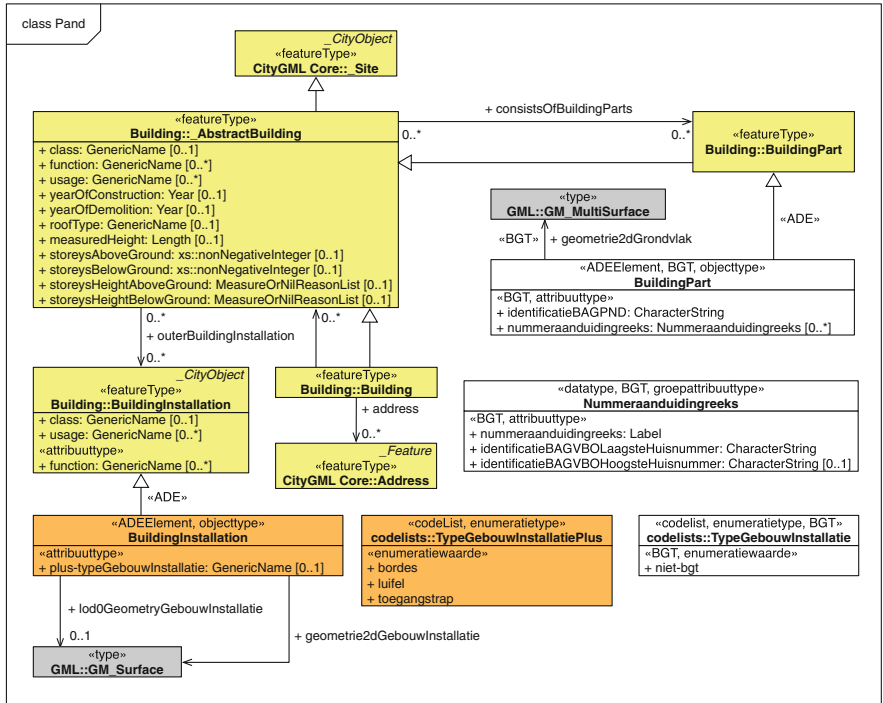 class Pand
_CityObject
«featureType»
CityGML Core::_Site
«featureType»
Building::_AbstractBuilding
+ class: GenericName [0..1]
+ function: GenericName [0..*]
+ usage: GenericName [0..*]
+ yearOfConstruction: Year [0..1]
+ yearOfDemolition: Year [0..1]
+ roofType: GenericName [0..1]
+ measuredHeight: Length [0..1]
+ storeysAboveGround: xs::nonNegativeInteger [0..1]
+ storeysBelowGround: xs::nonNegativeInteger [0..1]
+ storeysHeightAboveGround: MeasureOrNilReasonList [0..1]
+ storeysHeightBelowGround: MeasureOrNilReasonList [0..1]
+ consistsOfBuildingParts
0..*
0..*
«featureType»
Building::BuildingPart
«type»
GML::GM_MultiSurface
«ADE»
«BGT»
+ geometrie2dGrondvlak
«ADEElement, BGT, objecttype»
BuildingPart
«BGT, attribuuttype»
+ identificatieBAGPND: CharacterString
+ nummeraanduidingreeks: Nummeraanduidingreeks [0..*]
0..*
+ outerBuildingInstallation
0..*
0..*
_CityObject
«featureType»
Building::BuildingInstallation
+ class: GenericName [0..1]
+ usage: GenericName [0..*]
«attribuuttype»
+ function: GenericName [0..*]
«featureType»
Building::Building
+ address
0..*
_Feature
«featureType»
CityGML Core::Address
«datatype, BGT, groepattribuuttype»
Nummeraanduidingreeks
«BGT, attribuuttype»
+ nummeraanduidingreeks: Label
+ identificatieBAGVBOLaagsteHuisnummer: CharacterString
+ identificatieBAGVBOHoogsteHuisnummer: CharacterString [0..1]
«ADE»
«ADEElement, objecttype»
BuildingInstallation
«attribuuttype»
+ plus-typeGebouwInstallatie: GenericName [0..1]
«codeList, enumeratietype»
codelists::TypeGebouwInstallatiePlus
«enumeratiewaarde»
+ bordes
+ luifel
+ toegangstrap
«codelist, enumeratietype, BGT»
codelists::TypeGebouwInstallatie
«BGT, enumeratiewaarde»
+ niet-bgt
+ lod0GeometryGebouwInstallatie
0..1
+ geometrie2dGebouwInstallatie
«type»
GML::GM_Surface